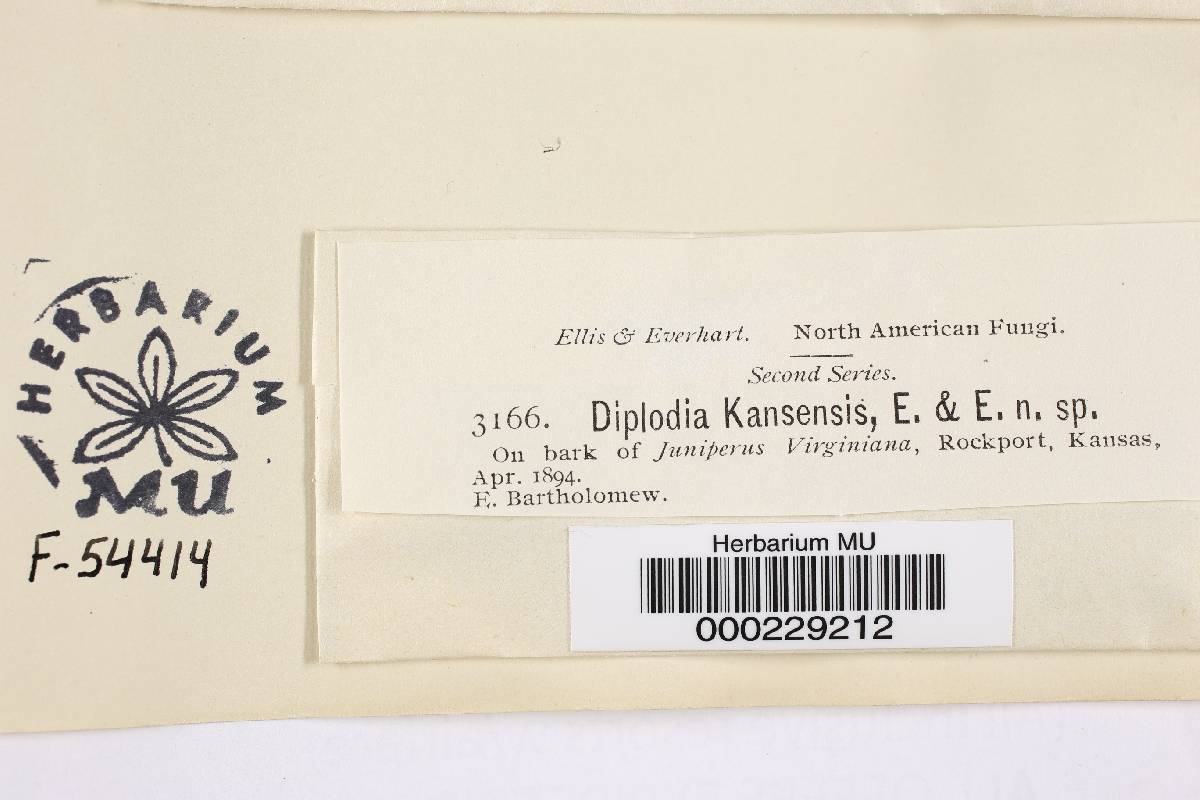 HERBARIUM
MU
F-54414
Ellis & Everhart. North American Fungi.
Second Series.
3166. Diplodia Kansensis, E. & E. n. sp.
On bark of Juniperus Virginiana, Rockport, Kansas,
Apr. 1894.
E. Bartholomew.
Herbarium MU
000229212